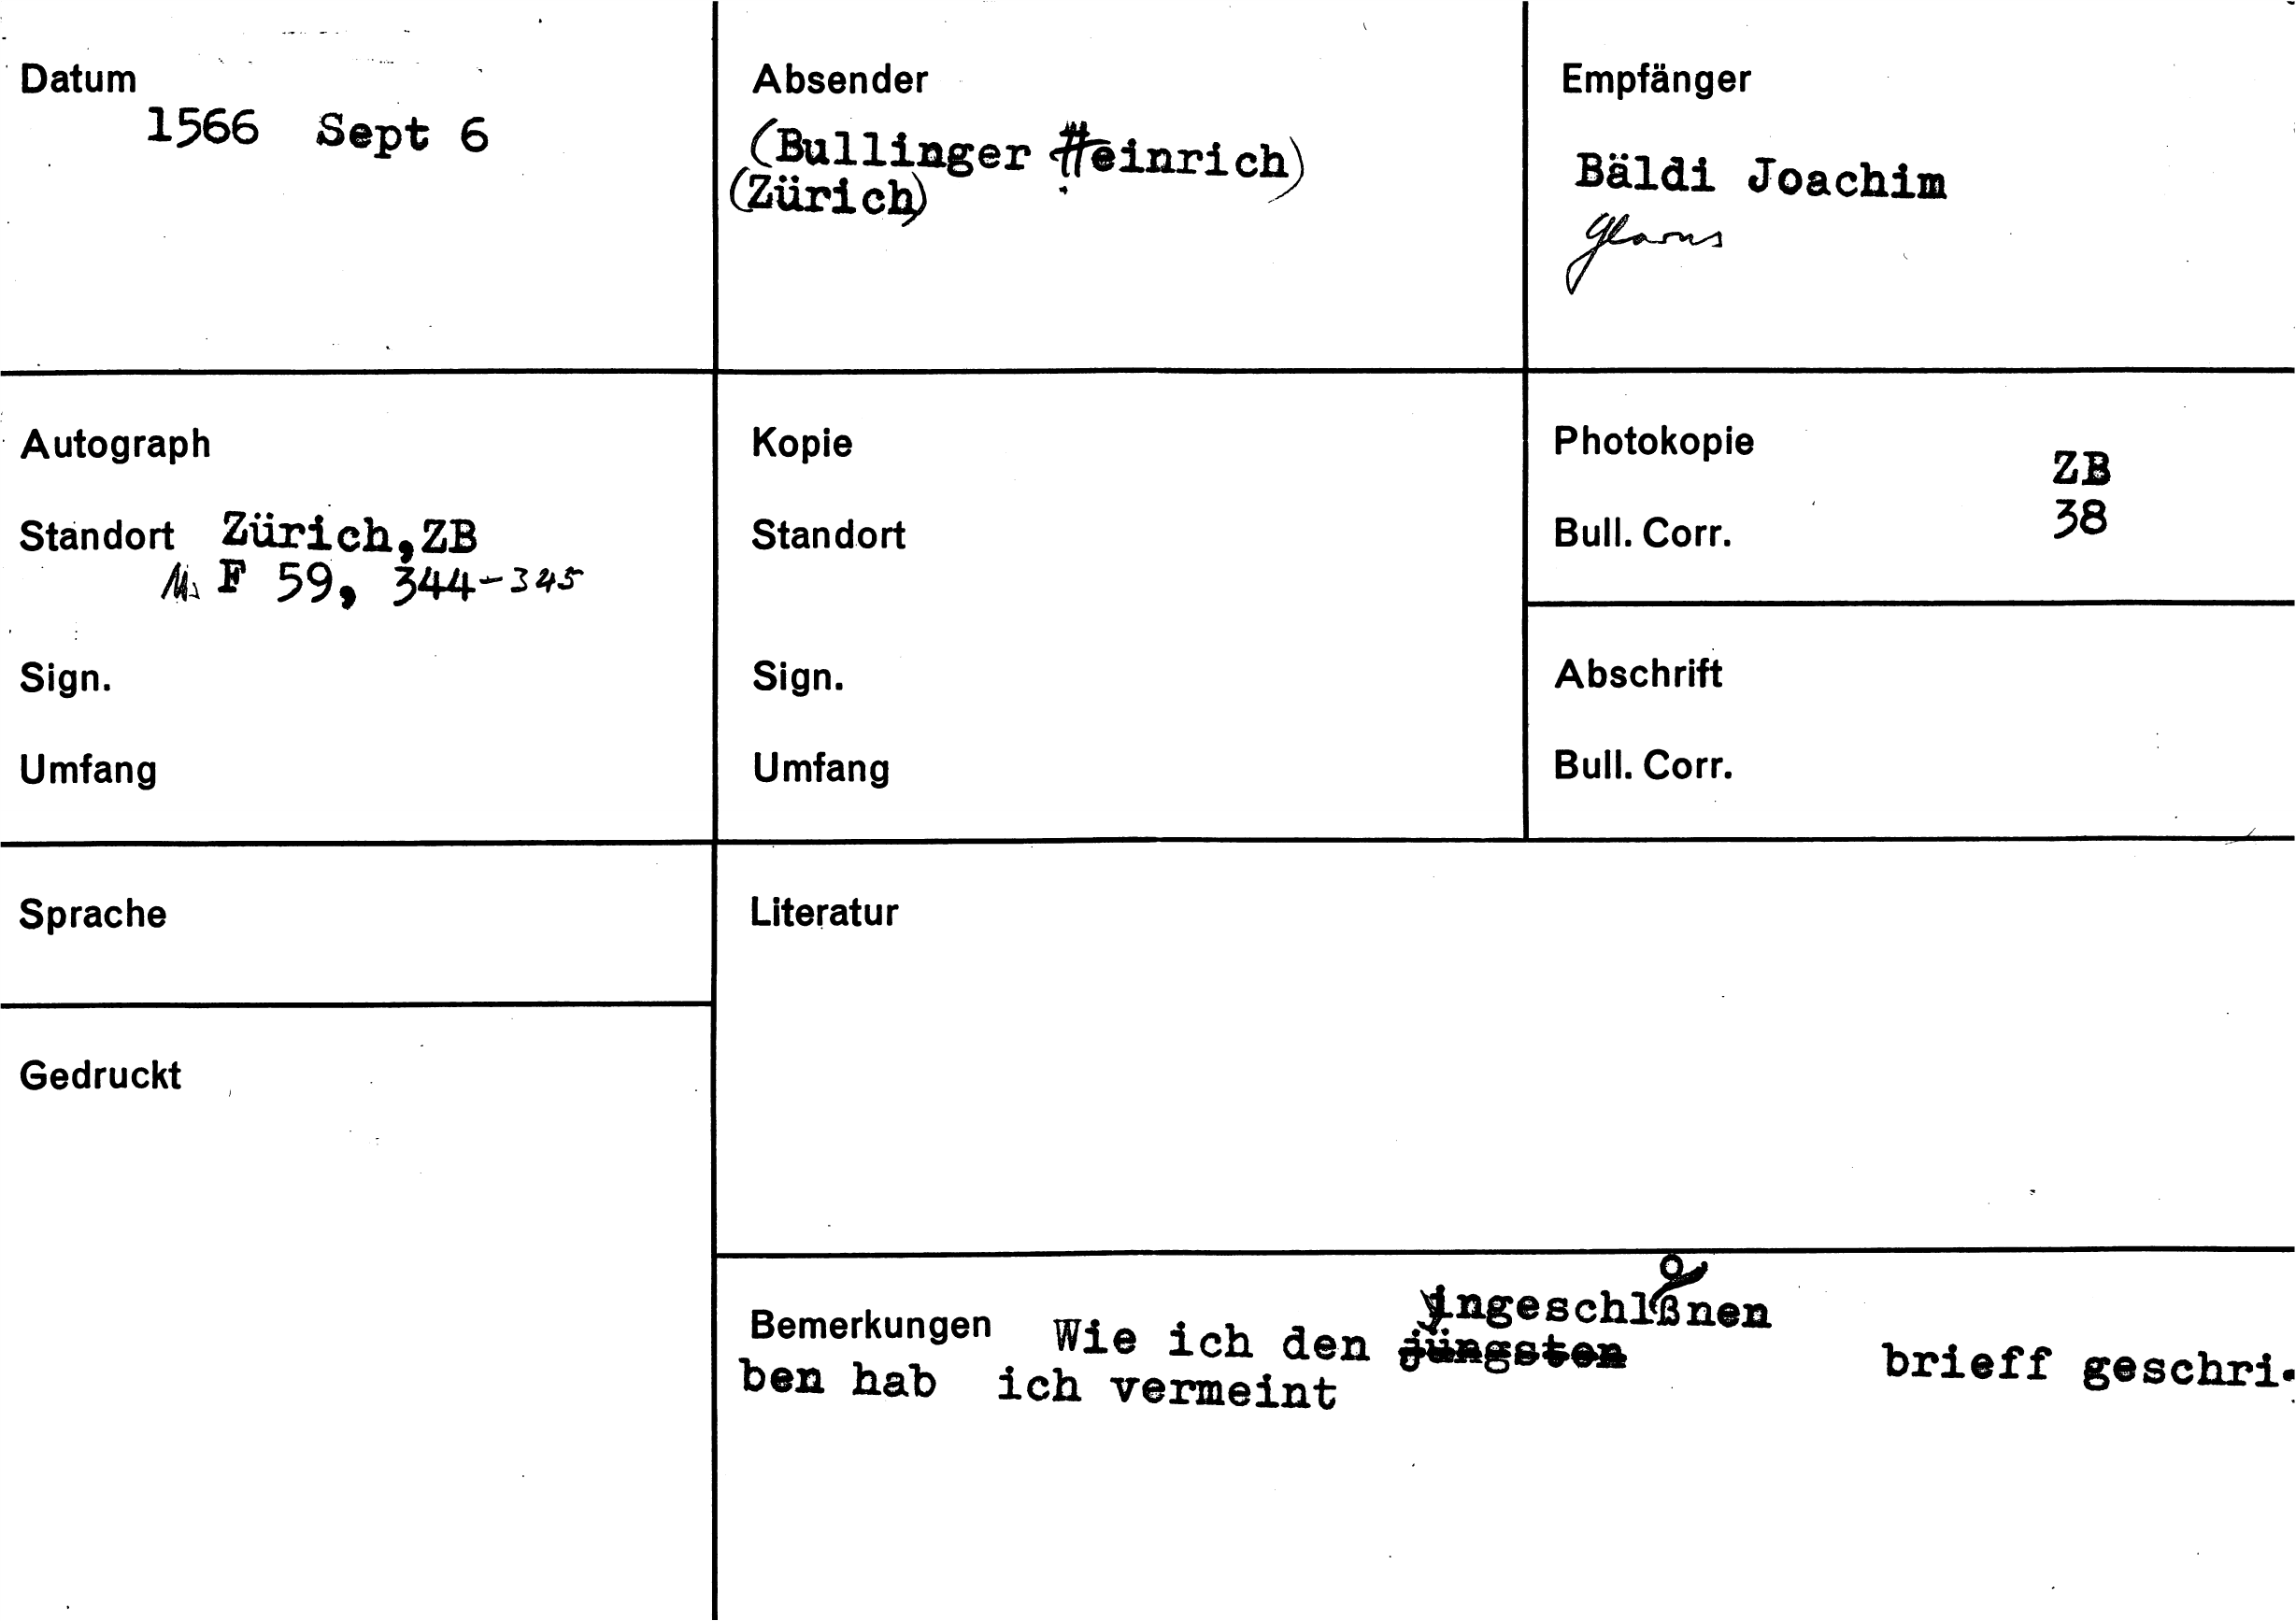 Datum
1566 Sept 6
Absender
(Bullinger Heinrich)
(Zürich)
Empfänger
Bäldi Joachim
Glarus
Autograph
Standort Zürich, ZB
Ms F 59, 344-345
Sign.
Umfang
Kopie
Standort
Sign.
Umfang
Photokopie ZB
Bull. Corr. 38
Abschrift
Bull. Corr.
Sprache
Literatur
Gedruckt
yngeschloßnen
Bemerkungen Wie ich den jüngsten brieff geschri-
ben hab ich vermeint